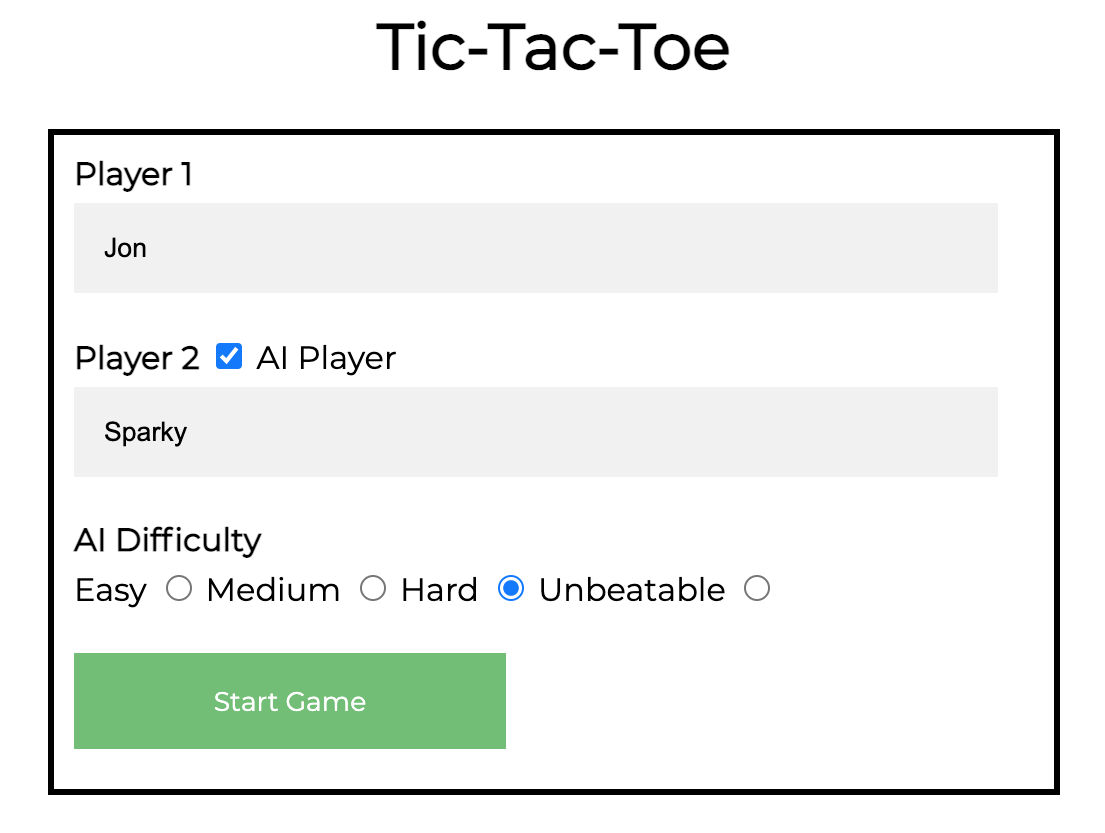 Tic-Tac-Toe
Player 1
Jon
Player 2 AI Player
Sparky
AI Difficulty
Easy Medium Hard Unbeatable
Start Game